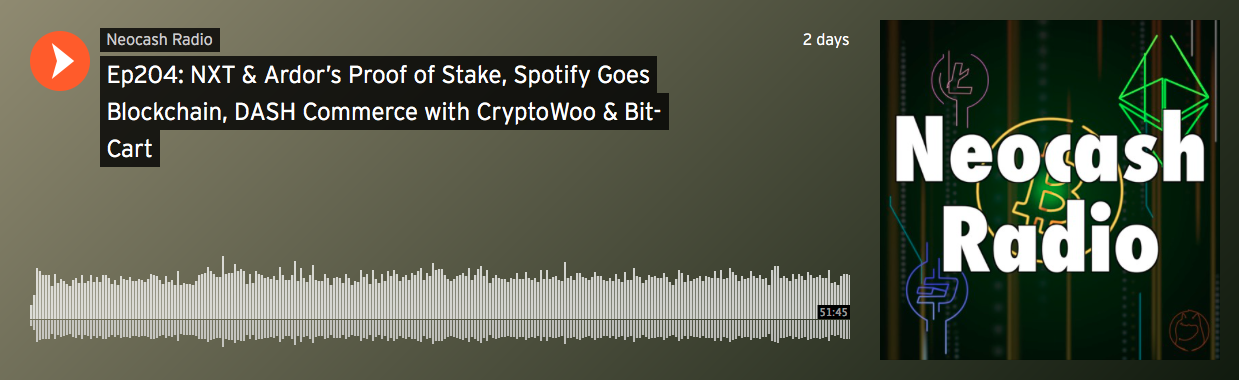 Neocash Radio
2 days
Ep204: NXT & Ardor's Proof of Stake, Spotify Goes
Blockchain, DASH Commerce with CryptoWoo & Bit-
Cart
51:45
Neocash
Radio